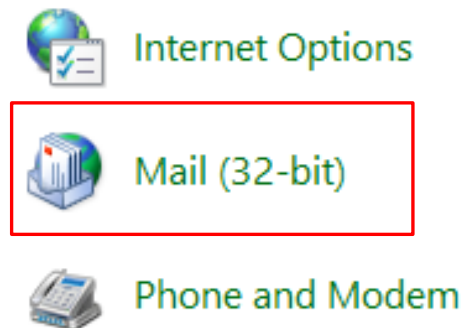 Internet Options
Mail (32-bit)
Phone and Modem